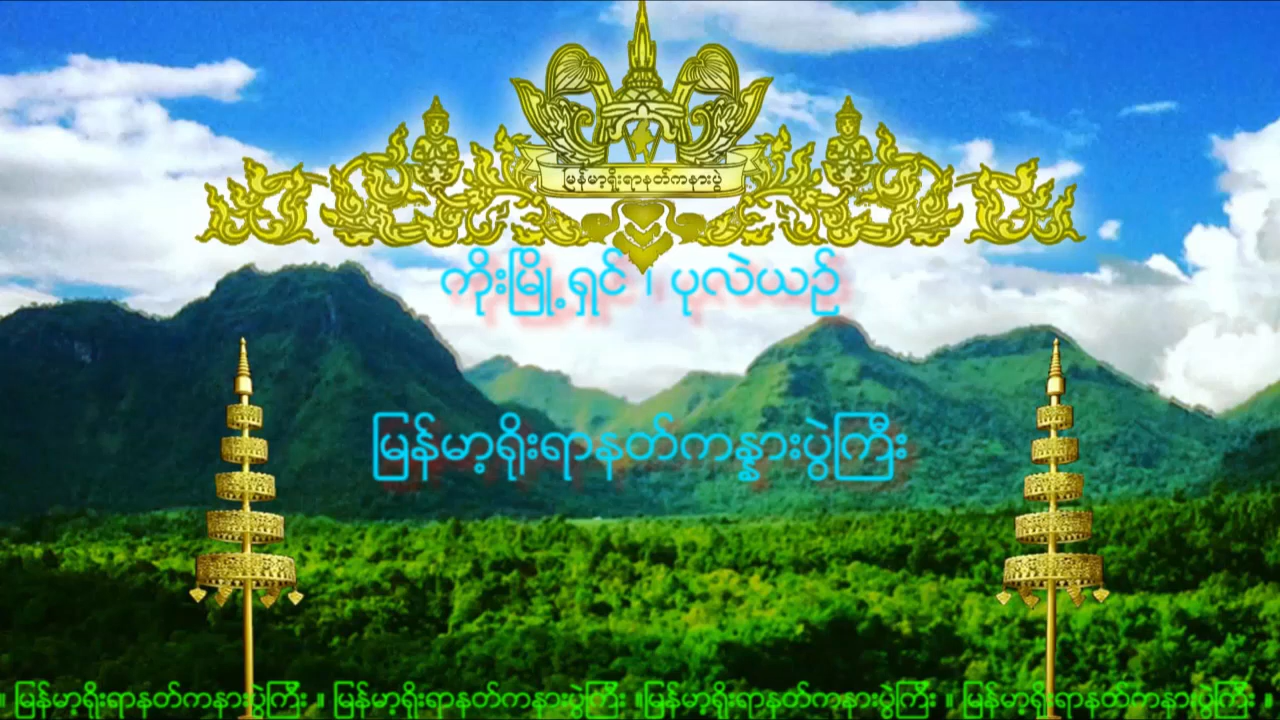 မြန်မာ့ရိုးရာနတ်ကနားပွဲ
ကိုးမြို့ရှင် ၊ ပုလဲယဉ်
မြန်မာ့ရိုးရာနတ်ကန္နားပွဲကြီး
။ မြန်မာ့ရိုးရာနတ်ကနားပွဲကြီး ။ မြန်မာ့ရိုးရာနတ်ကနားပွဲကြီး ။မြန်မာ့ရိုးရာနတ်ကနားပွဲကြီး ။ မြန်မာ့ရိုးရာနတ်ကနားပွဲကြီး ။